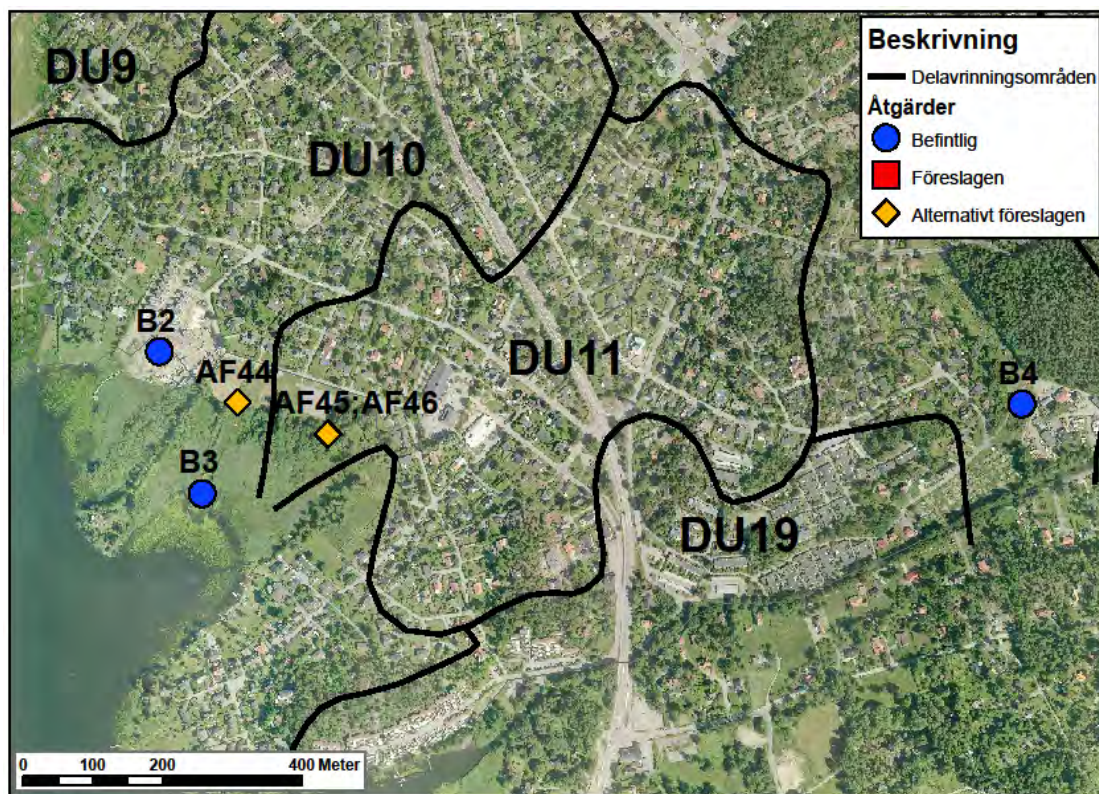 DU9
DU10
DU11
DU19
B2
AF44
AF45;AF46
B3
B4
Beskrivning
Delavrinningsområden
Åtgärder
Befintlig
Föreslagen
Alternativt föreslagen
0 100 200 400 Meter